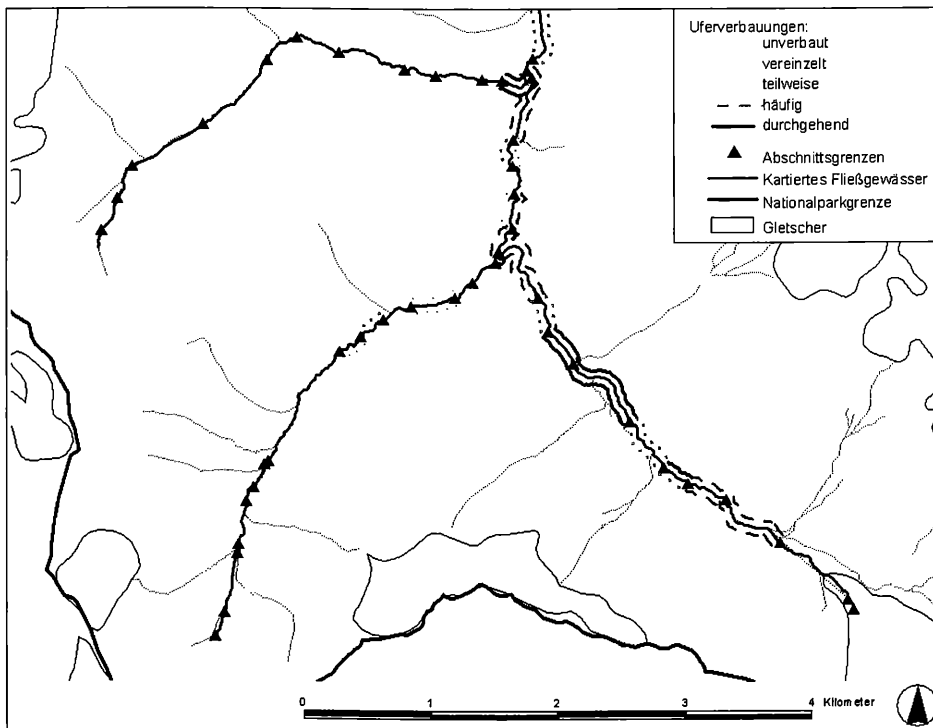 Uferverbauungen:
unverbaut
vereinzelt
teilweise
häufig
durchgehend
Abschnittsgrenzen
Kartiertes Fließgewässer
Nationalparkgrenze
Gletscher
0 1 2 3 4 Kilometer